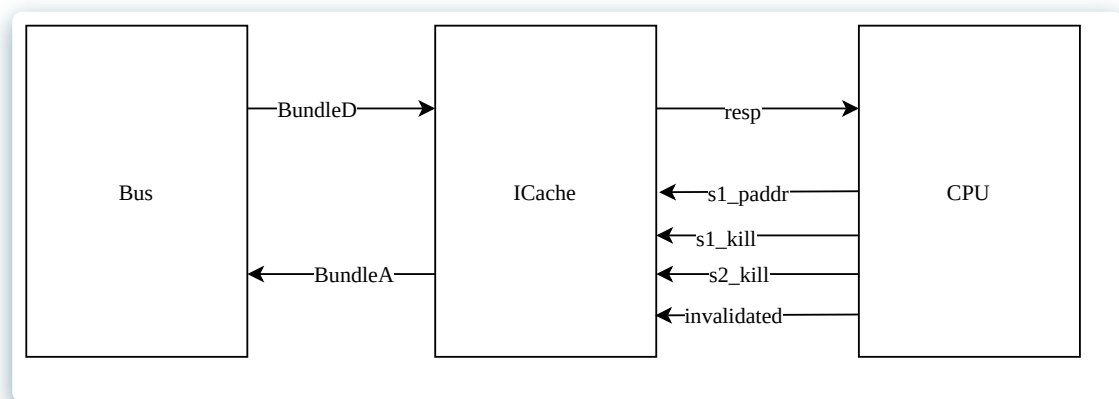 BundleD
resp
Bus
ICache
s1_paddr
CPU
s1_kill
BundleA
s2_kill
invalidated